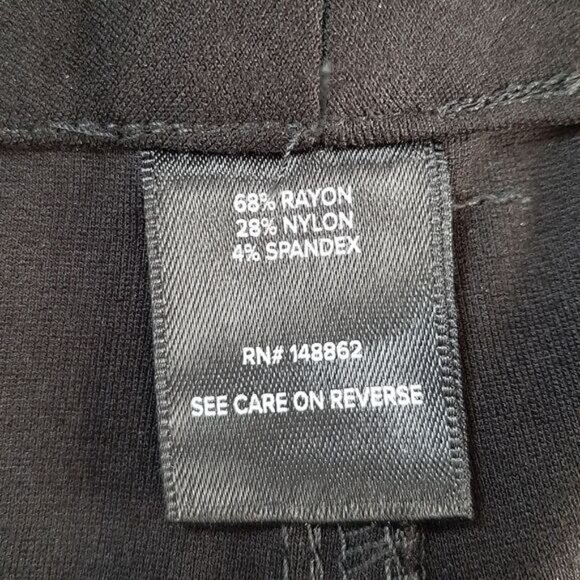 68% RAYON
28% NYLON
4% SPANDEX
RN# 148862
SEE CARE ON REVERSE